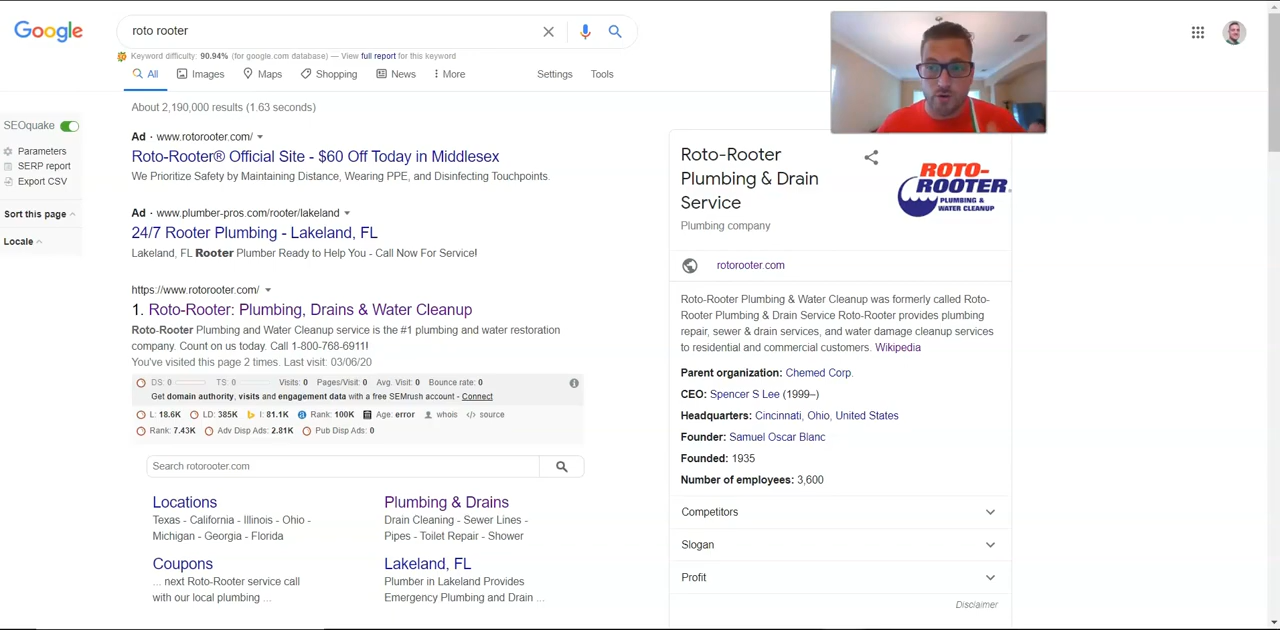 Google
roto rooter
Keyword difficulty: 90.94% (for google.com database) — View full report for this keyword
All Images Maps Shopping News More Settings Tools
About 2,190,000 results (1.63 seconds)
SEOquake
Parameters
SERP report
Export CSV
Sort this page
Locale
Ad · www.rotorooter.com/
Roto-Rooter® Official Site - $60 Off Today in Middlesex
We Prioritize Safety by Maintaining Distance, Wearing PPE, and Disinfecting Touchpoints.
Ad · www.plumber-pros.com/rooter/lakeland
24/7 Rooter Plumbing - Lakeland, FL
Lakeland, FL Rooter Plumber Ready to Help You - Call Now For Service!
https://www.rotorooter.com/
1. Roto-Rooter: Plumbing, Drains & Water Cleanup
Roto-Rooter Plumbing and Water Cleanup service is the #1 plumbing and water restoration
company. Count on us today. Call 1-800-768-6911!
You've visited this page 2 times. Last visit: 03/06/20
DS: 0 TS: 0 Visits: 0 Pages/Visit: 0 Avg. Visit: 0 Bounce rate: 0
Get domain authority, visits and engagement data with a free SEMrush account - Connect
L: 18.6K LD: 385K I: 81.1K Rank: 100K Age: error whois source
Rank: 7.43K Adv Disp Ads: 2.81K Pub Disp Ads: 0
Search rotorooter.com
Locations
Texas - California - Illinois - Ohio -
Michigan - Georgia - Florida
Plumbing & Drains
Drain Cleaning - Sewer Lines -
Pipes - Toilet Repair - Shower
Coupons
... next Roto-Rooter service call
with our local plumbing ...
Lakeland, FL
Plumber in Lakeland Provides
Emergency Plumbing and Drain ...
Roto-Rooter
Plumbing & Drain
Service
Plumbing company
ROTO-
ROOTER®
PLUMBING &
WATER CLEANUP
rotorooter.com
Roto-Rooter Plumbing & Water Cleanup was formerly called Roto-
Rooter Plumbing & Drain Service Roto-Rooter provides plumbing
repair, sewer & drain services, and water damage cleanup services
to residential and commercial customers. Wikipedia
Parent organization: Chemed Corp.
CEO: Spencer S Lee (1999–)
Headquarters: Cincinnati, Ohio, United States
Founder: Samuel Oscar Blanc
Founded: 1935
Number of employees: 3,600
Competitors
Slogan
Profit
Disclaimer